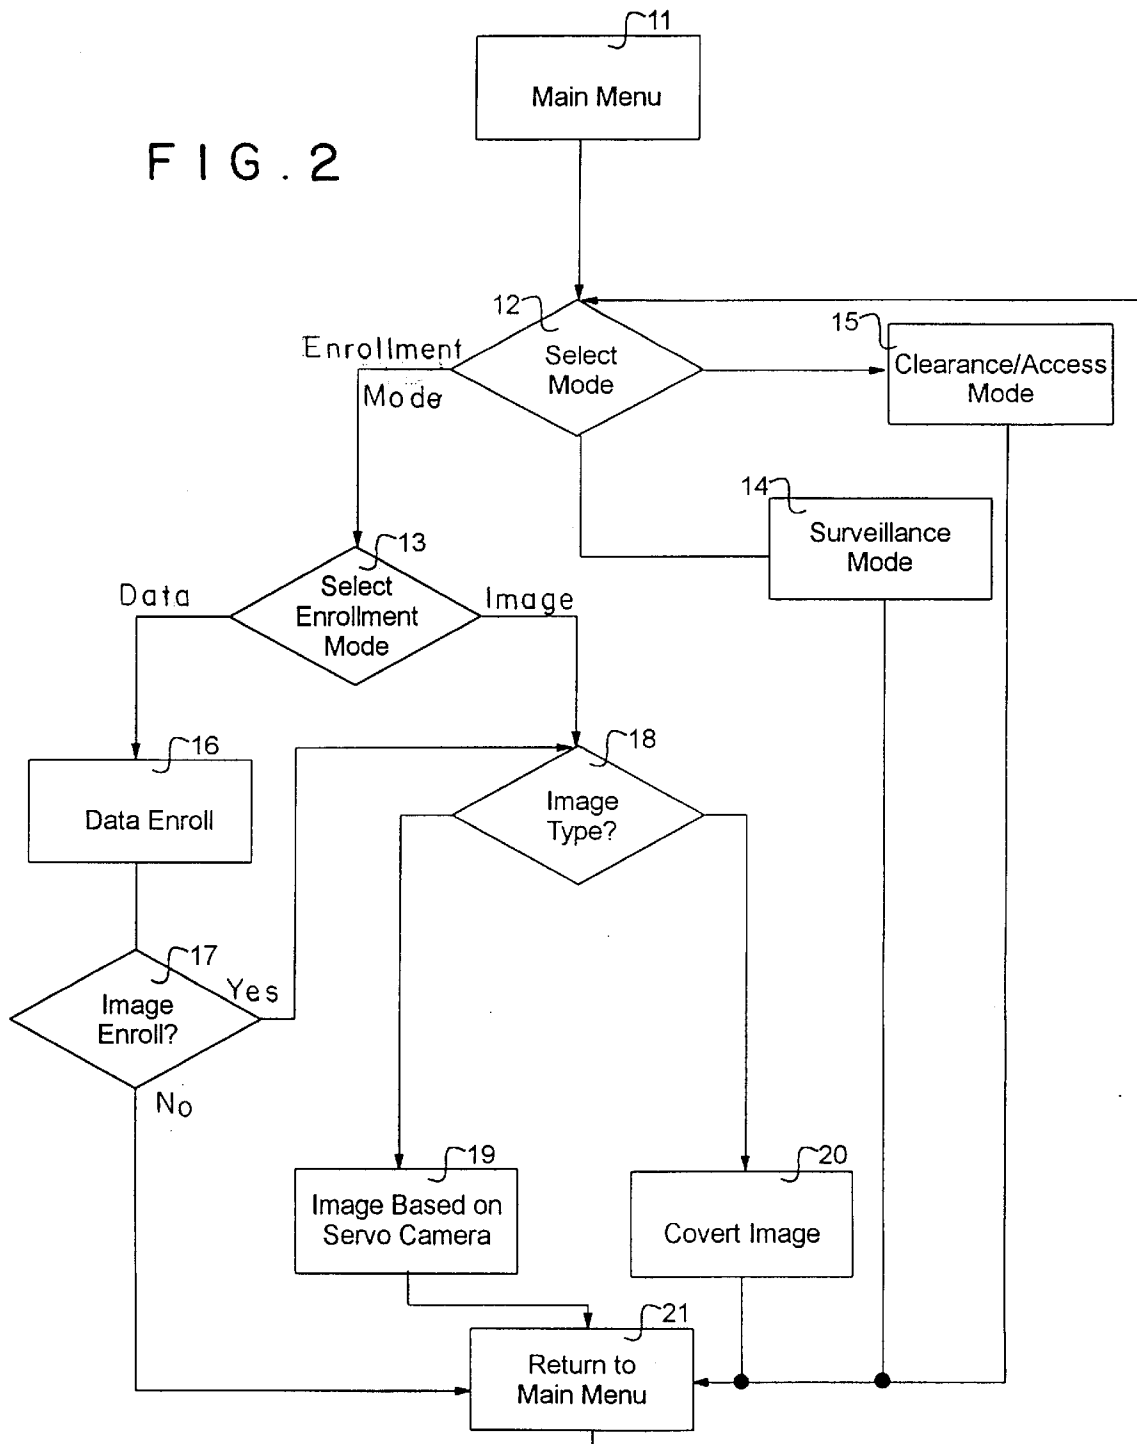 11
Main Menu
FIG.2
12
Select
Mode
Enrollment
Mode
15
Clearance/Access
Mode
14
Surveillance
Mode
13
Select
Enrollment
Mode
Data
Image
16
Data Enroll
18
Image
Type?
17
Image
Enroll?
Yes
No
19
Image Based on
Servo Camera
20
Covert Image
21
Return to
Main Menu